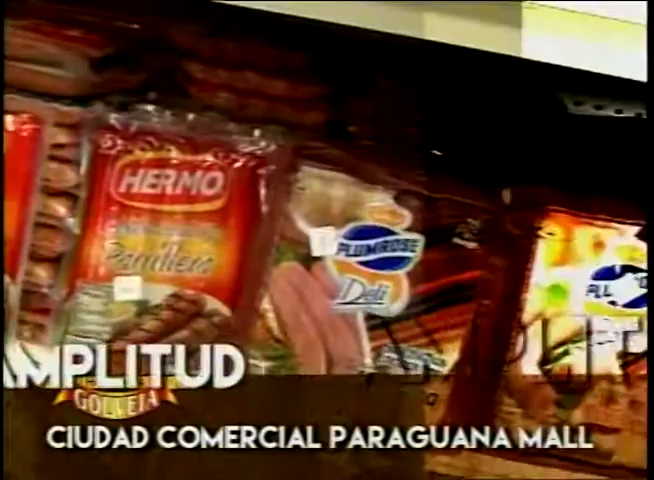 HERMO
Parrillera
PLUMROSE
Deli
AMPLITUD
GOLVEIA
CIUDAD COMERCIAL PARAGUANA MALL